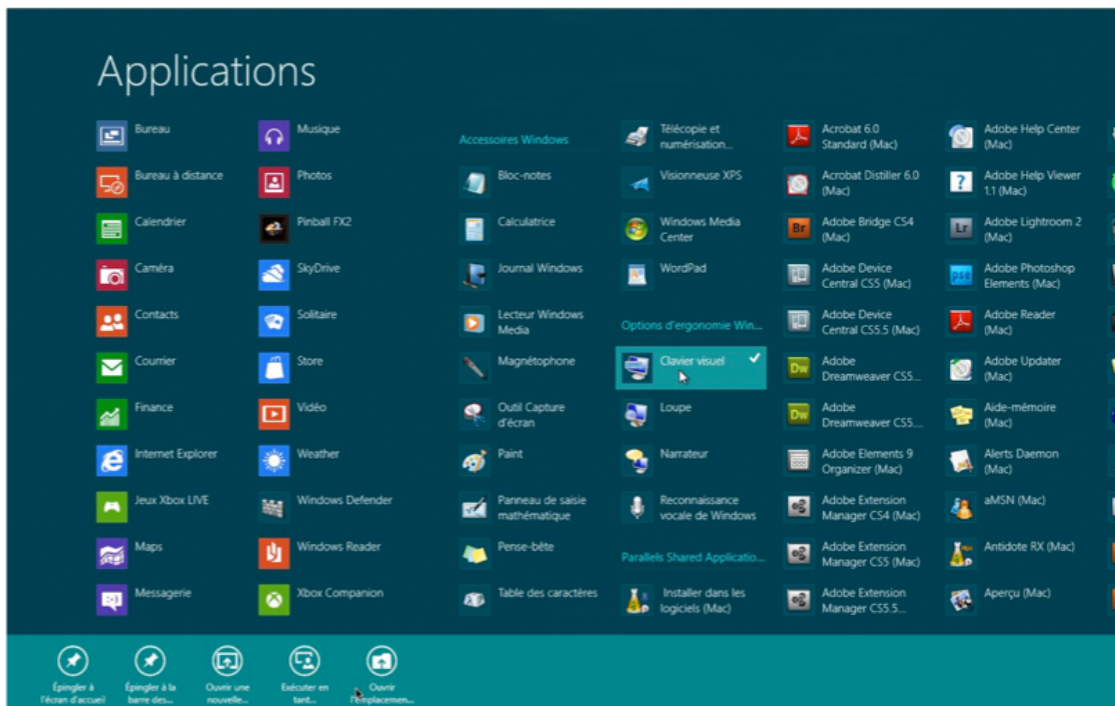 Applications
Bureau
Bureau à distance
Calendrier
Caméra
Contacts
Courrier
Finance
Internet Explorer
Jeux Xbox LIVE
Maps
Messagerie
Musique
Photos
Pinball FX2
SkyDrive
Solitaire
Store
Vidéo
Weather
Windows Defender
Windows Reader
Xbox Companion
Accessoires Windows
Bloc-notes
Calculatrice
Journal Windows
Lecteur Windows
Media
Magnétophone
Outil Capture
d'écran
Paint
Panneau de saisie
mathématique
Pense-bête
Table des caractères
Télécopie et
numérisation...
Visionneuse XPS
Windows Media
Center
WordPad
Options d'ergonomie Win...
Clavier visuel
Loupe
Narrateur
Reconnaissance
vocale de Windows
Parallels Shared Applicatio...
Installer dans les
logiciels (Mac)
Acrobat 6.0
Standard (Mac)
Acrobat Distiller 6.0
(Mac)
Br
Adobe Bridge CS4
(Mac)
Adobe Device
Central CS5 (Mac)
Adobe Device
Central CS5.5 (Mac)
Dw
Adobe
Dreamweaver CS5...
Dw
Adobe
Dreamweaver CS5....
Adobe Elements 9
Organizer (Mac)
Adobe Extension
Manager CS4 (Mac)
Adobe Extension
Manager CS5 (Mac)
Adobe Extension
Manager CS5.5...
Adobe Help Center
(Mac)
?
Adobe Help Viewer
1.1 (Mac)
Lr
Adobe Lightroom 2
(Mac)
pse
Adobe Photoshop
Elements (Mac)
Adobe Reader
(Mac)
Adobe Updater
(Mac)
Aide-mémoire
(Mac)
Alerts Daemon
(Mac)
aMSN (Mac)
Antidote RX (Mac)
Aperçu (Mac)
Épingler à
l'écran d'accueil
Épingler à la
barre des...
Ouvrir une
nouvelle...
Exécuter en
tant...
Ouvrir
l'emplacemen...